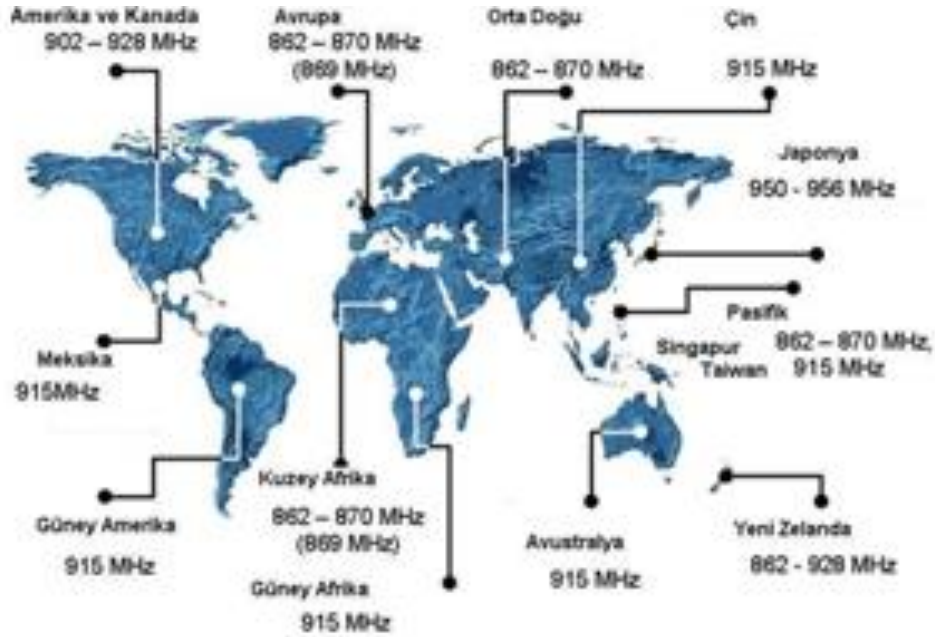 Amerika ve Kanada
902 – 928 MHz
Avrupa
862 – 870 MHz
(869 MHz)
Orta Doğu
862 – 870 MHz
Çin
915 MHz
Japonya
950 - 956 MHz
Pasifik
Singapur
Taiwan
862 – 870 MHz,
915 MHz
Meksika
915MHz
Güney Amerika
915 MHz
Kuzey Afrika
862 – 870 MHz
(869 MHz)
Güney Afrika
915 MHz
Avustralya
915 MHz
Yeni Zelanda
862 - 928 MHz